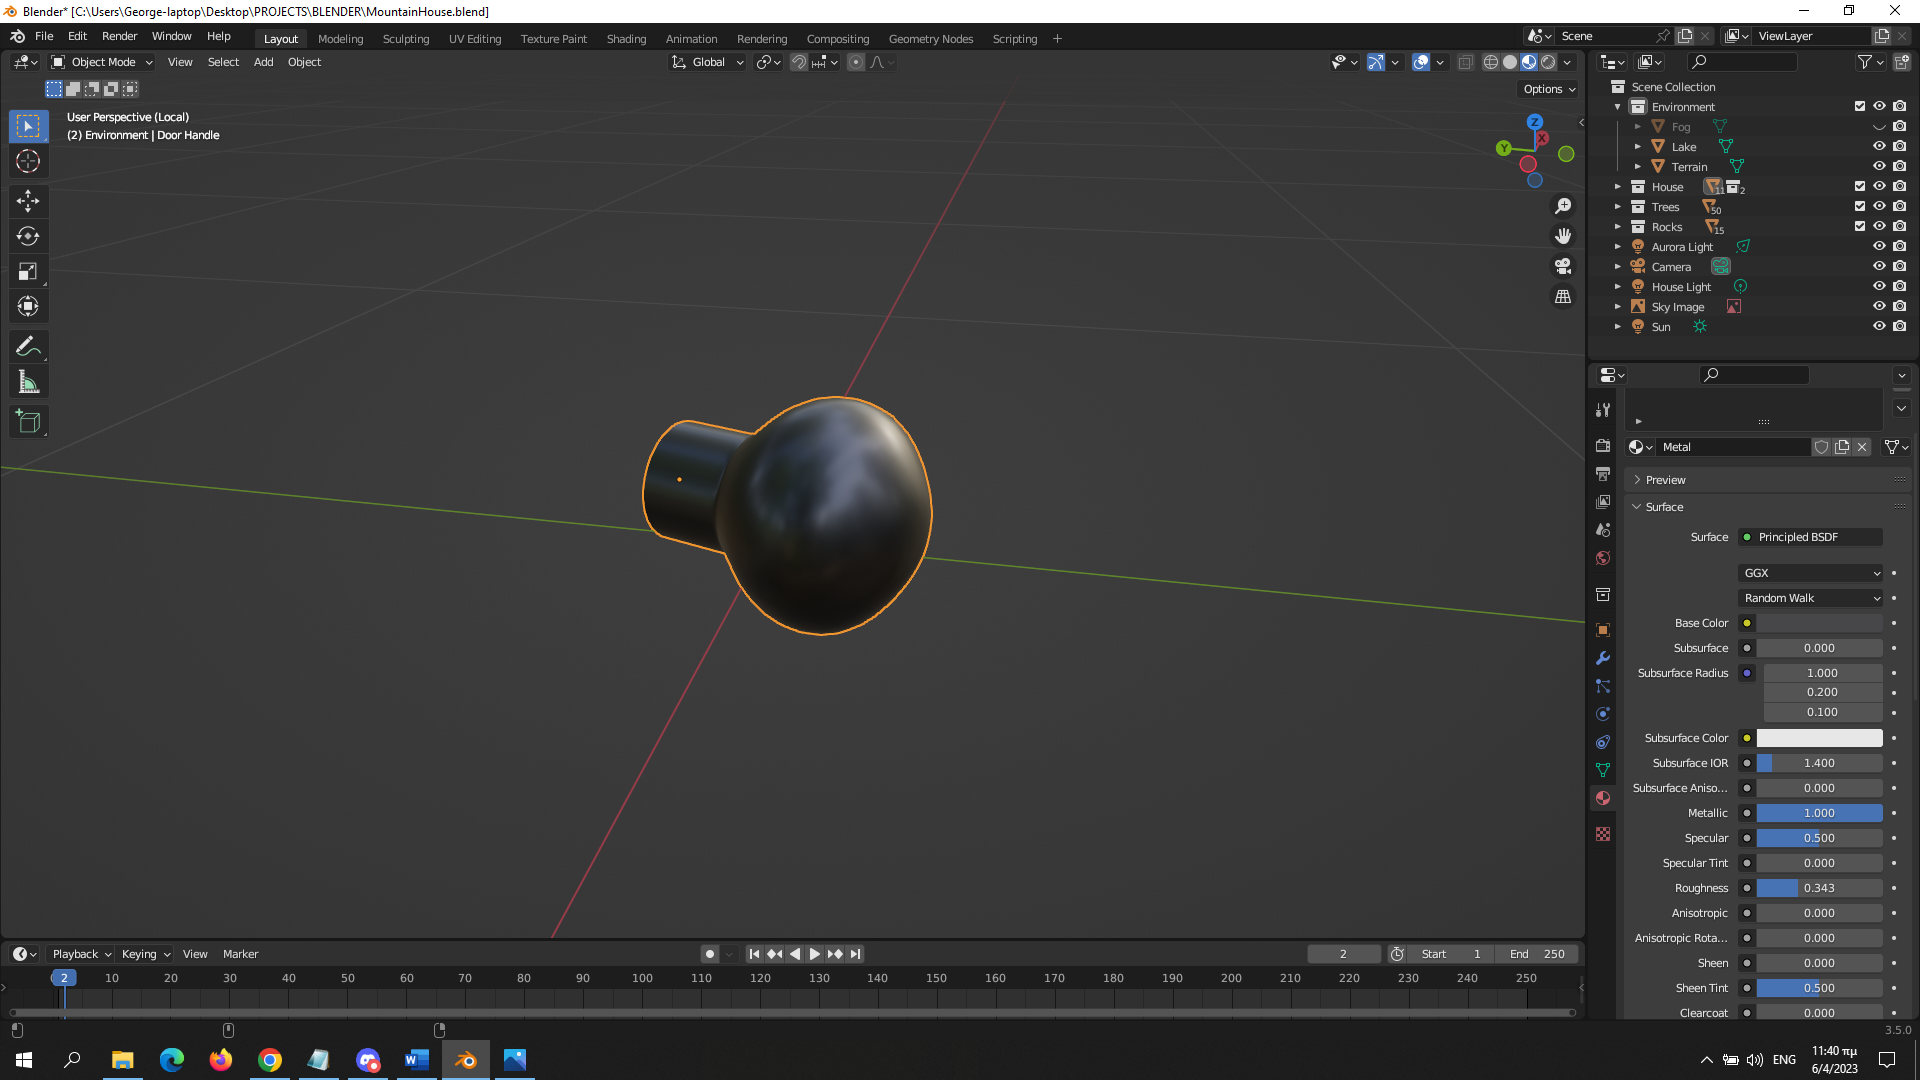 Blender* [C:\Users\George-laptop\Desktop\PROJECTS\BLENDER\MountainHouse.blend]
File Edit Render Window Help Layout Modeling Sculpting UV Editing Texture Paint Shading Animation Rendering Compositing Geometry Nodes Scripting + Scene ViewLayer
Object Mode View Select Add Object Global
Options
User Perspective (Local)
(2) Environment | Door Handle
Z
X
Y
Scene Collection
Environment
Fog
Lake
Terrain
House 11 2
Trees 50
Rocks 15
Aurora Light
Camera
House Light
Sky Image
Sun
Metal
Preview
Surface
Surface Principled BSDF
GGX
Random Walk
Base Color
Subsurface 0.000
Subsurface Radius 1.000
0.200
0.100
Subsurface Color
Subsurface IOR 1.400
Subsurface Aniso... 0.000
Metallic 1.000
Specular 0.500
Specular Tint 0.000
Roughness 0.343
Anisotropic 0.000
Anisotropic Rota... 0.000
Sheen 0.000
Sheen Tint 0.500
Clearcoat 0.000
Playback Keying View Marker 2 Start 1 End 250
2 10 20 30 40 50 60 70 80 90 100 110 120 130 140 150 160 170 180 190 200 210 220 230 240 250
3.5.0
ENG
11:40 πμ
6/4/2023